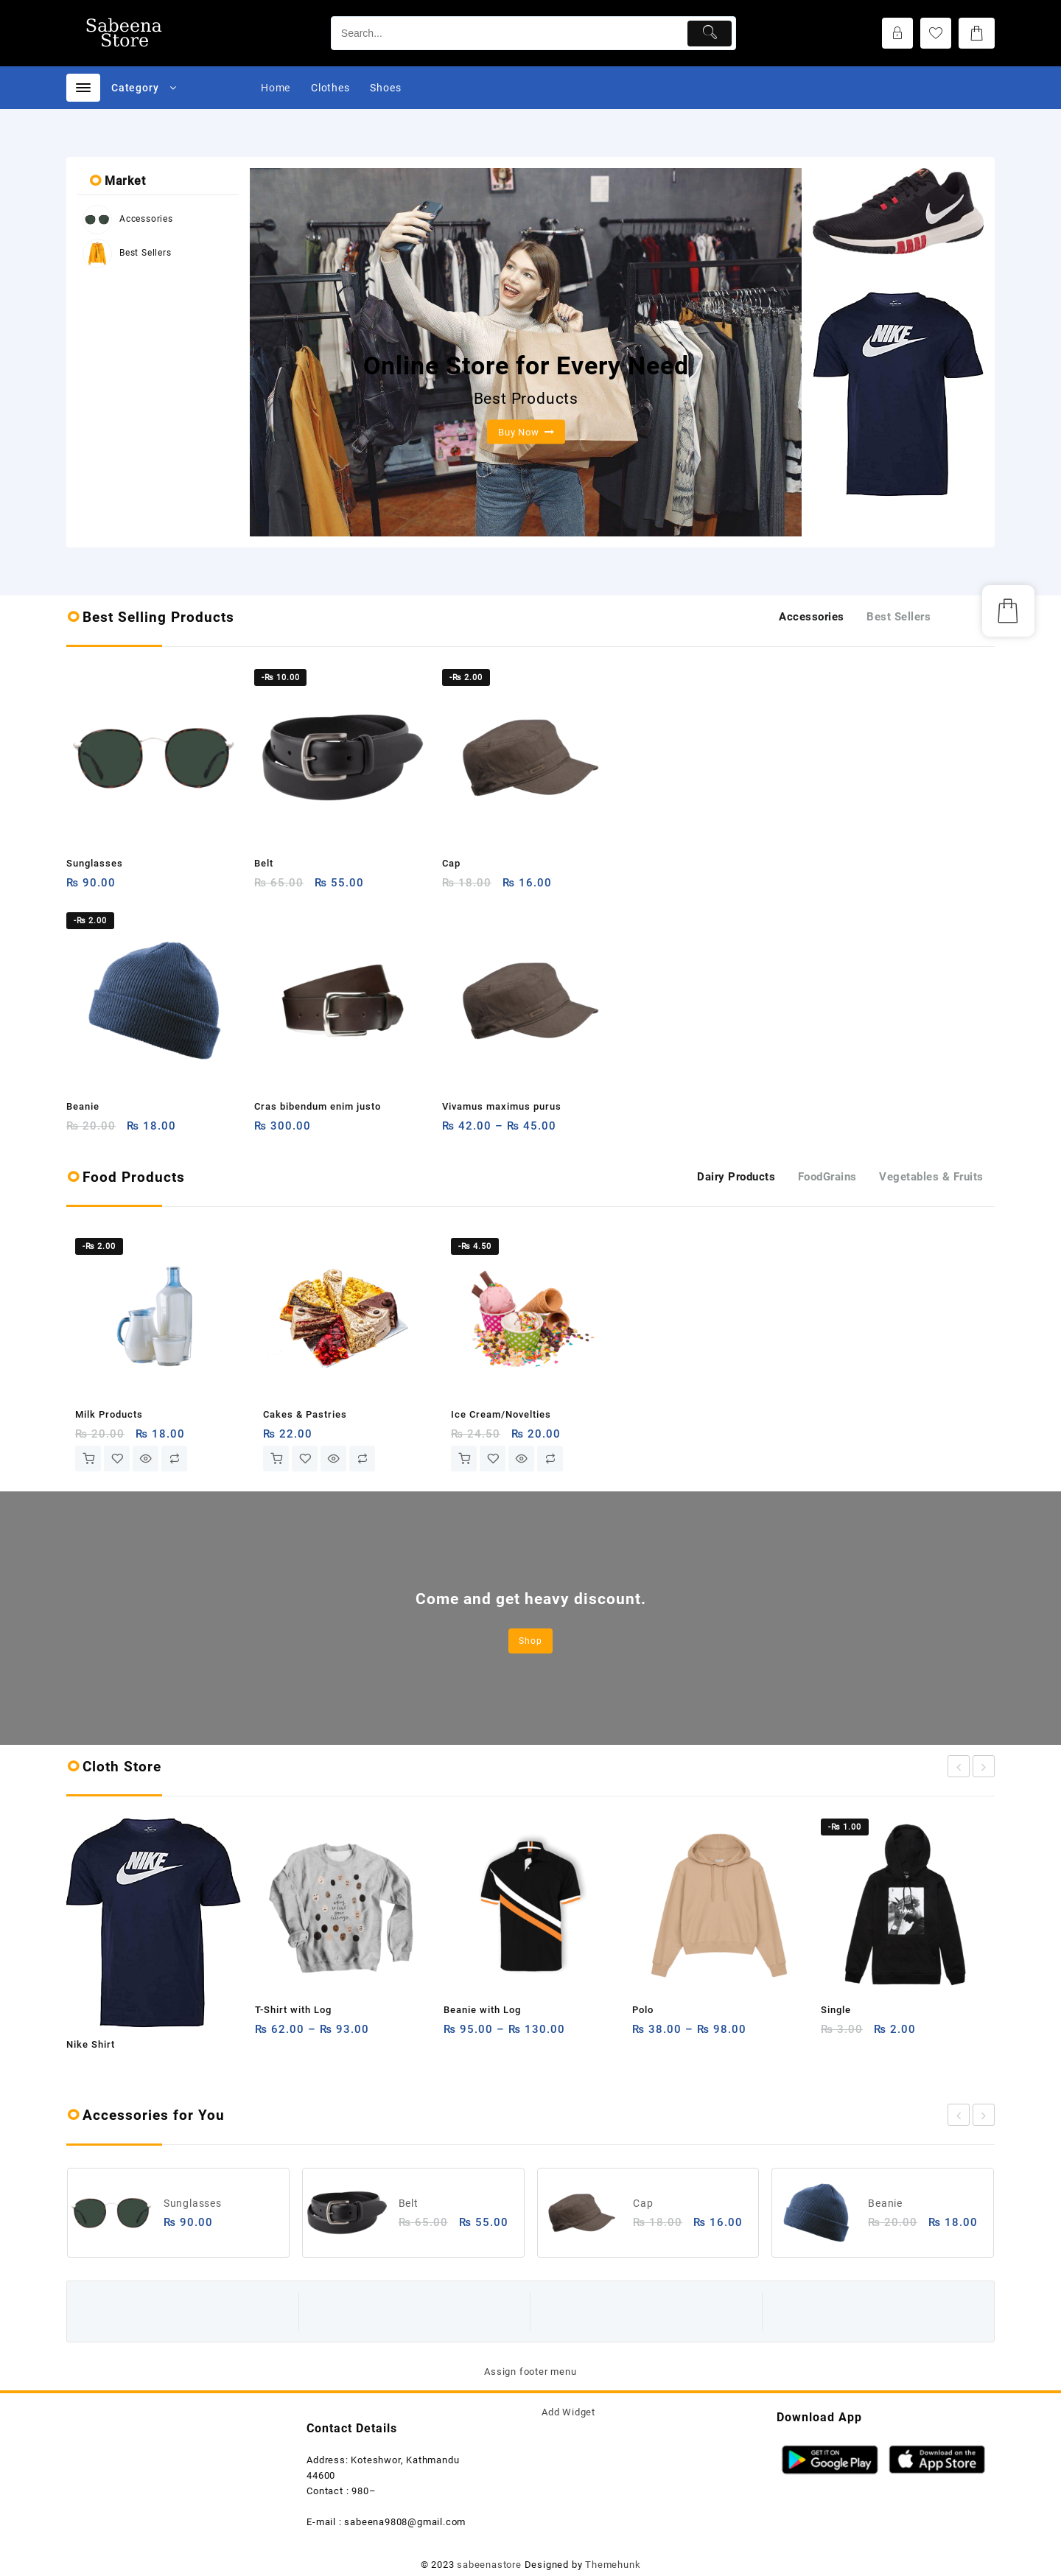 Sabeena
Store
Search...
Category
Home Clothes Shoes
Market
Accessories
Best Sellers
Online Store for Every Need
Best Products
Buy Now
NIKE
Best Selling Products
Accessories Best Sellers
-₨ 10.00
-₨ 2.00
Sunglasses
₨ 90.00
Belt
₨ 65.00 ₨ 55.00
Cap
₨ 18.00 ₨ 16.00
-₨ 2.00
Beanie
₨ 20.00 ₨ 18.00
Cras bibendum enim justo
₨ 300.00
Vivamus maximus purus
₨ 42.00 – ₨ 45.00
Food Products
Dairy Products FoodGrains Vegetables & Fruits
-₨ 2.00
-₨ 4.50
Milk Products
₨ 20.00 ₨ 18.00
Cakes & Pastries
₨ 22.00
Ice Cream/Novelties
₨ 24.50 ₨ 20.00
Come and get heavy discount.
Shop
Cloth Store
NIKE
-₨ 1.00
Nike Shirt
T-Shirt with Log
₨ 62.00 – ₨ 93.00
Beanie with Log
₨ 95.00 – ₨ 130.00
Polo
₨ 38.00 – ₨ 98.00
Single
₨ 3.00 ₨ 2.00
Accessories for You
Sunglasses
₨ 90.00
Belt
₨ 65.00 ₨ 55.00
Cap
₨ 18.00 ₨ 16.00
Beanie
₨ 20.00 ₨ 18.00
Assign footer menu
Contact Details
Address: Koteshwor, Kathmandu
44600
Contact : 980–
E-mail : sabeena9808@gmail.com
Add Widget
Download App
GET IT ON
Google Play
Download on the
App Store
© 2023 sabeenastore Designed by Themehunk